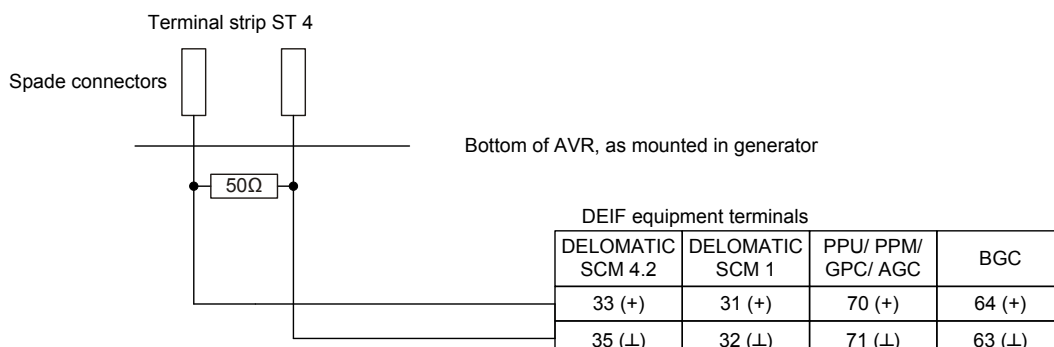 Terminal strip ST 4
Spade connectors
Bottom of AVR, as mounted in generator
50Ω
DEIF equipment terminals
DELOMATIC SCM 4.2 DELOMATIC SCM 1 PPU/ PPM/ GPC/ AGC BGC
33 (+) 31 (+) 70 (+) 64 (+)
35 (⊥) 32 (⊥) 71 (⊥) 63 (⊥)